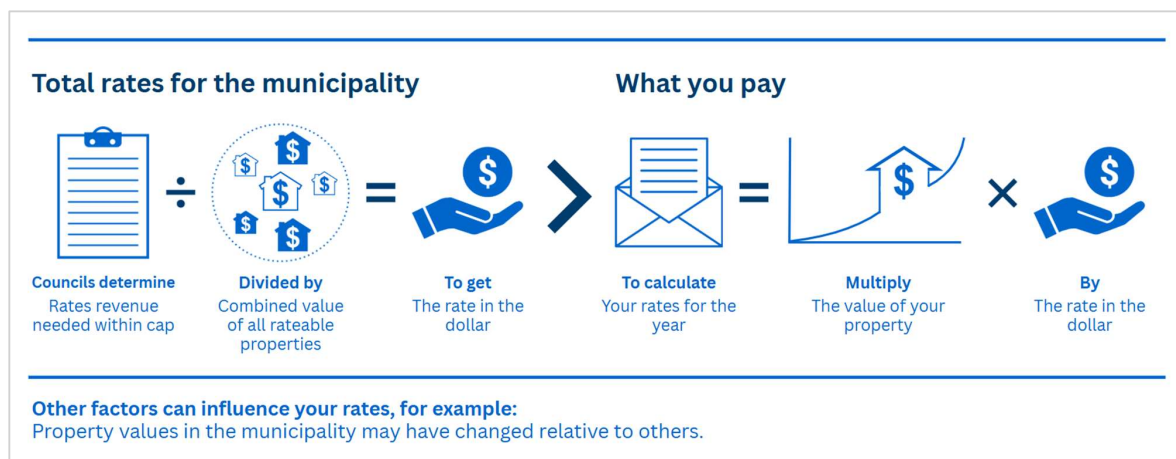 Total rates for the municipality
What you pay
÷
=
>
=
×
$
$
$
$
$
$
$
$
$
Councils determine
Rates revenue
needed within cap
Divided by
Combined value
of all rateable
properties
To get
The rate in the
dollar
To calculate
Your rates for the
year
Multiply
The value of your
property
By
The rate in the
dollar
Other factors can influence your rates, for example:
Property values in the municipality may have changed relative to others.